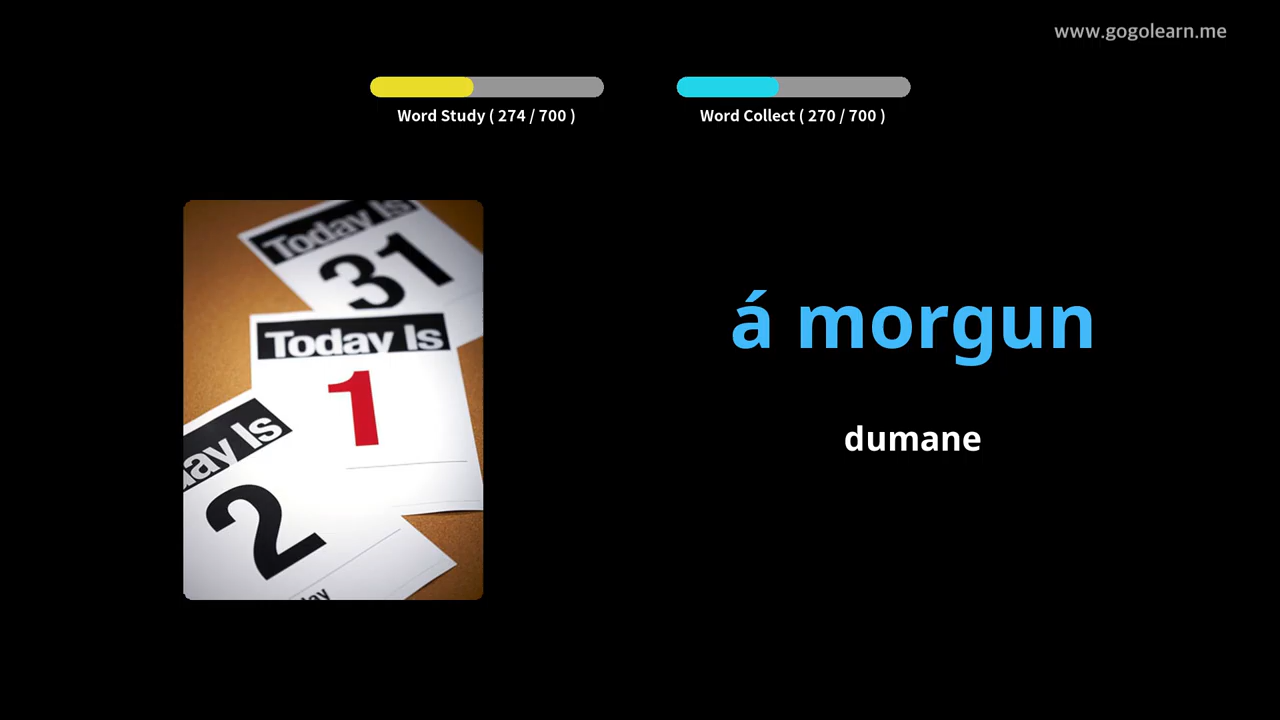 www.gogolearn.me
Word Study ( 274 / 700 )
Word Collect ( 270 / 700 )
Today Is
31
Today Is
1
day Is
2
á morgun
dumane